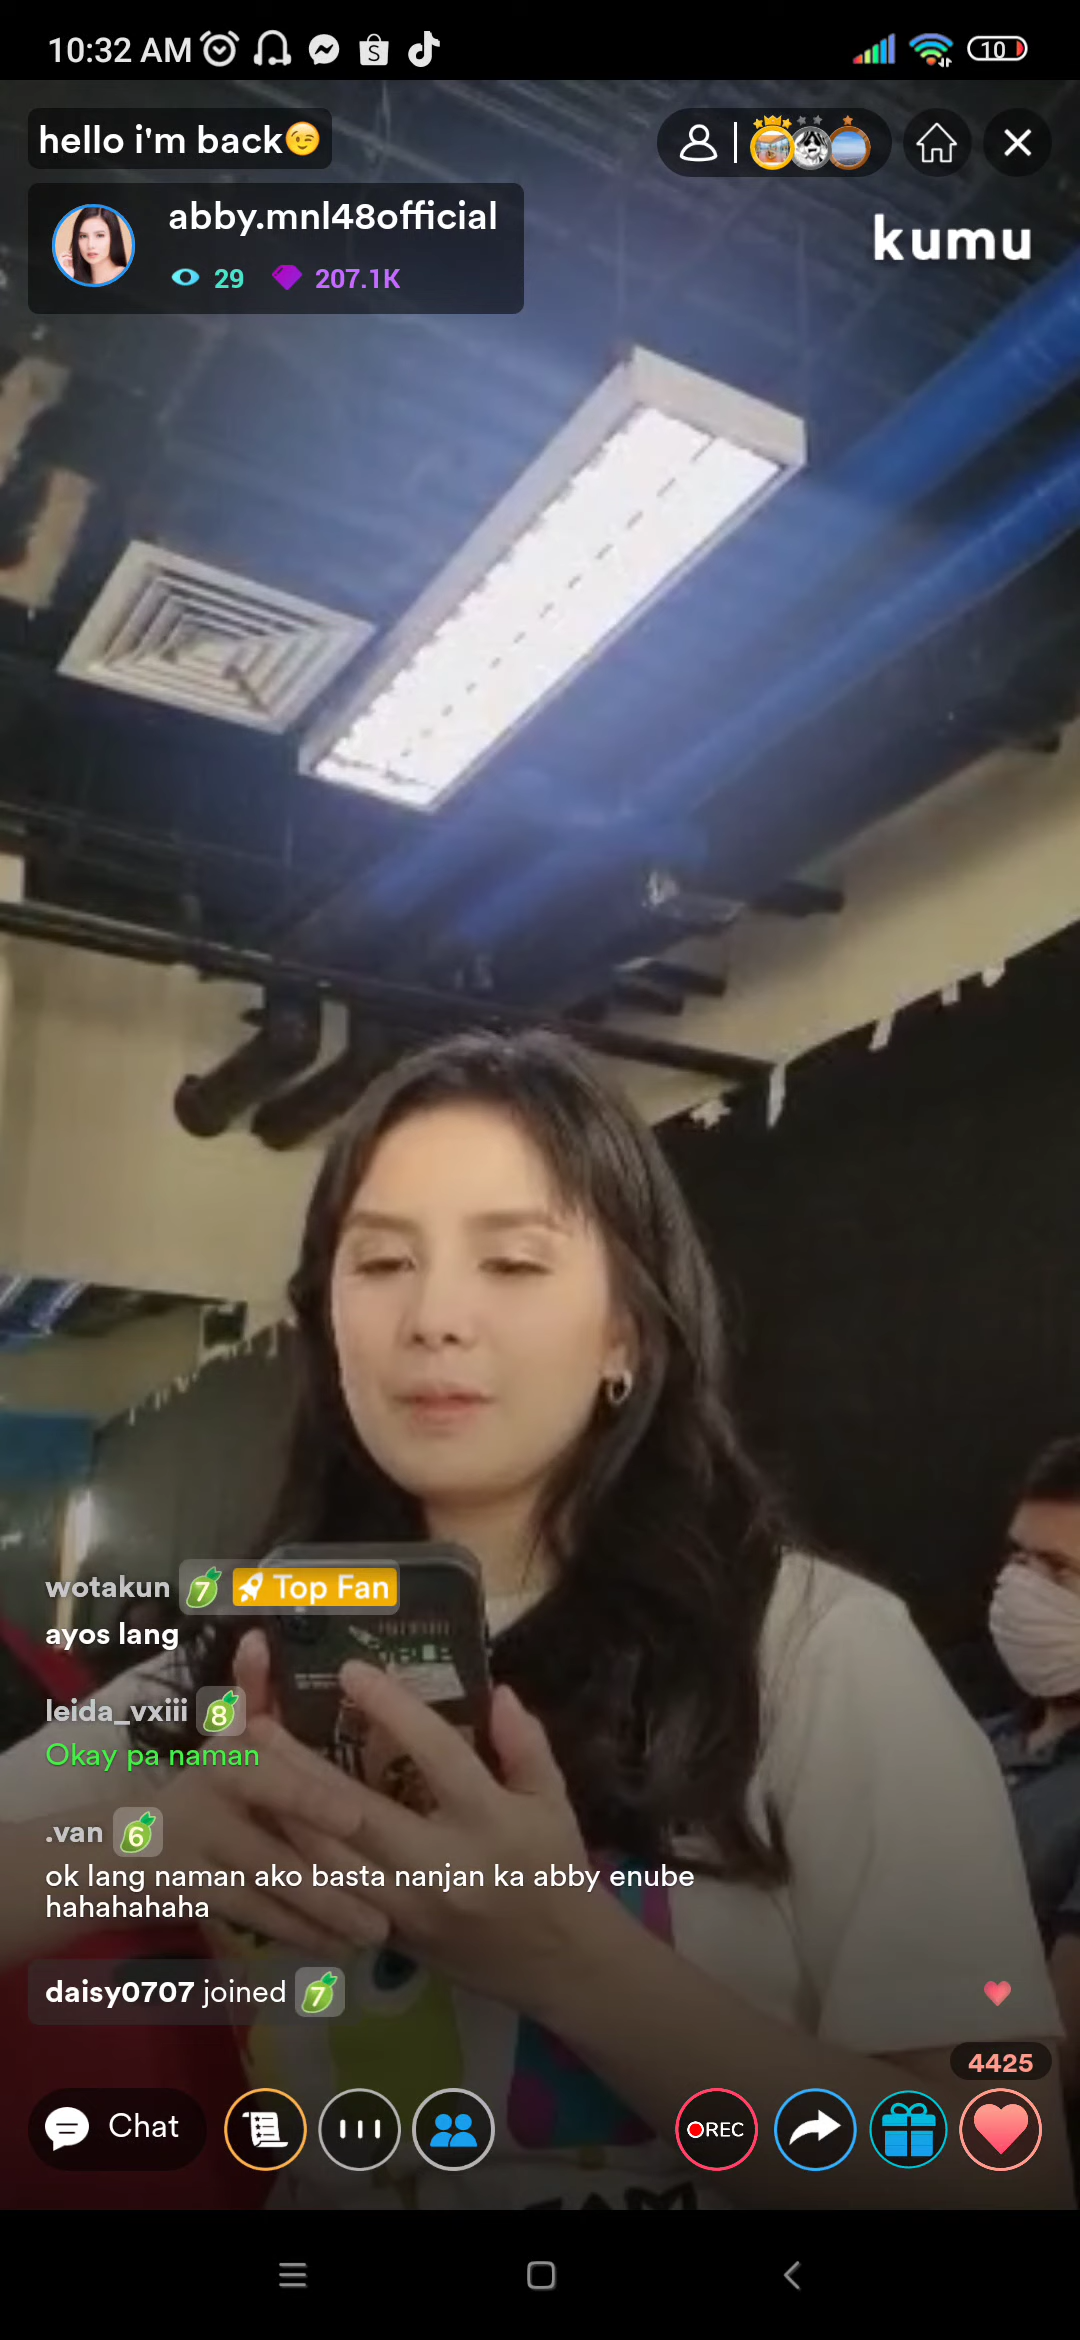 10:32 AM
10
hello i'm back😉
abby.mnl48official
29 207.1K
kumu
wotakun 7 Top Fan
ayos lang
leida_vxiii 8
Okay pa naman
.van 6
ok lang naman ako basta nanjan ka abby enube
hahahahaha
daisy0707 joined 7
4425
Chat
REC